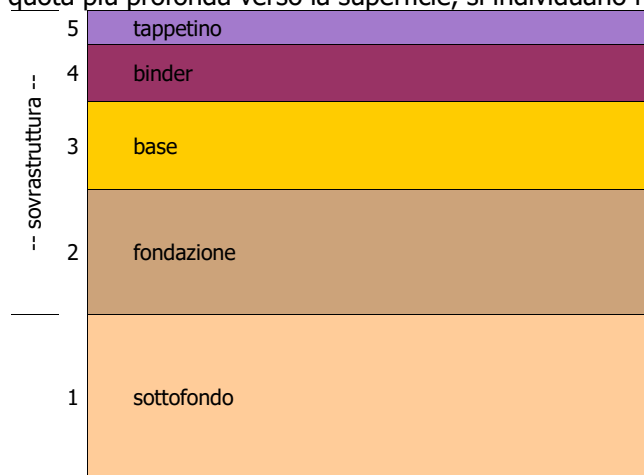 quota più profonda verso la superficie, si individuano
5 tappetino
4 binder
3 base
2 fondazione
1 sottofondo
-- sovrastruttura --